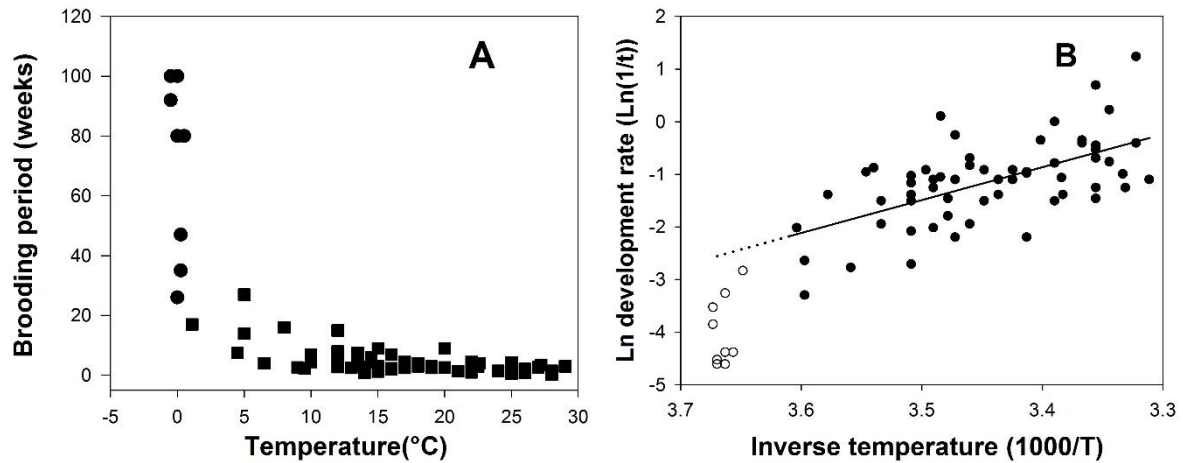 A
Brooding period (weeks)
120
100
80
60
40
20
0
-5 0 5 10 15 20 25 30
Temperature(°C)
B
Ln development rate (Ln(1/t))
2
1
0
-1
-2
-3
-4
-5
3.7 3.6 3.5 3.4 3.3
Inverse temperature (1000/T)